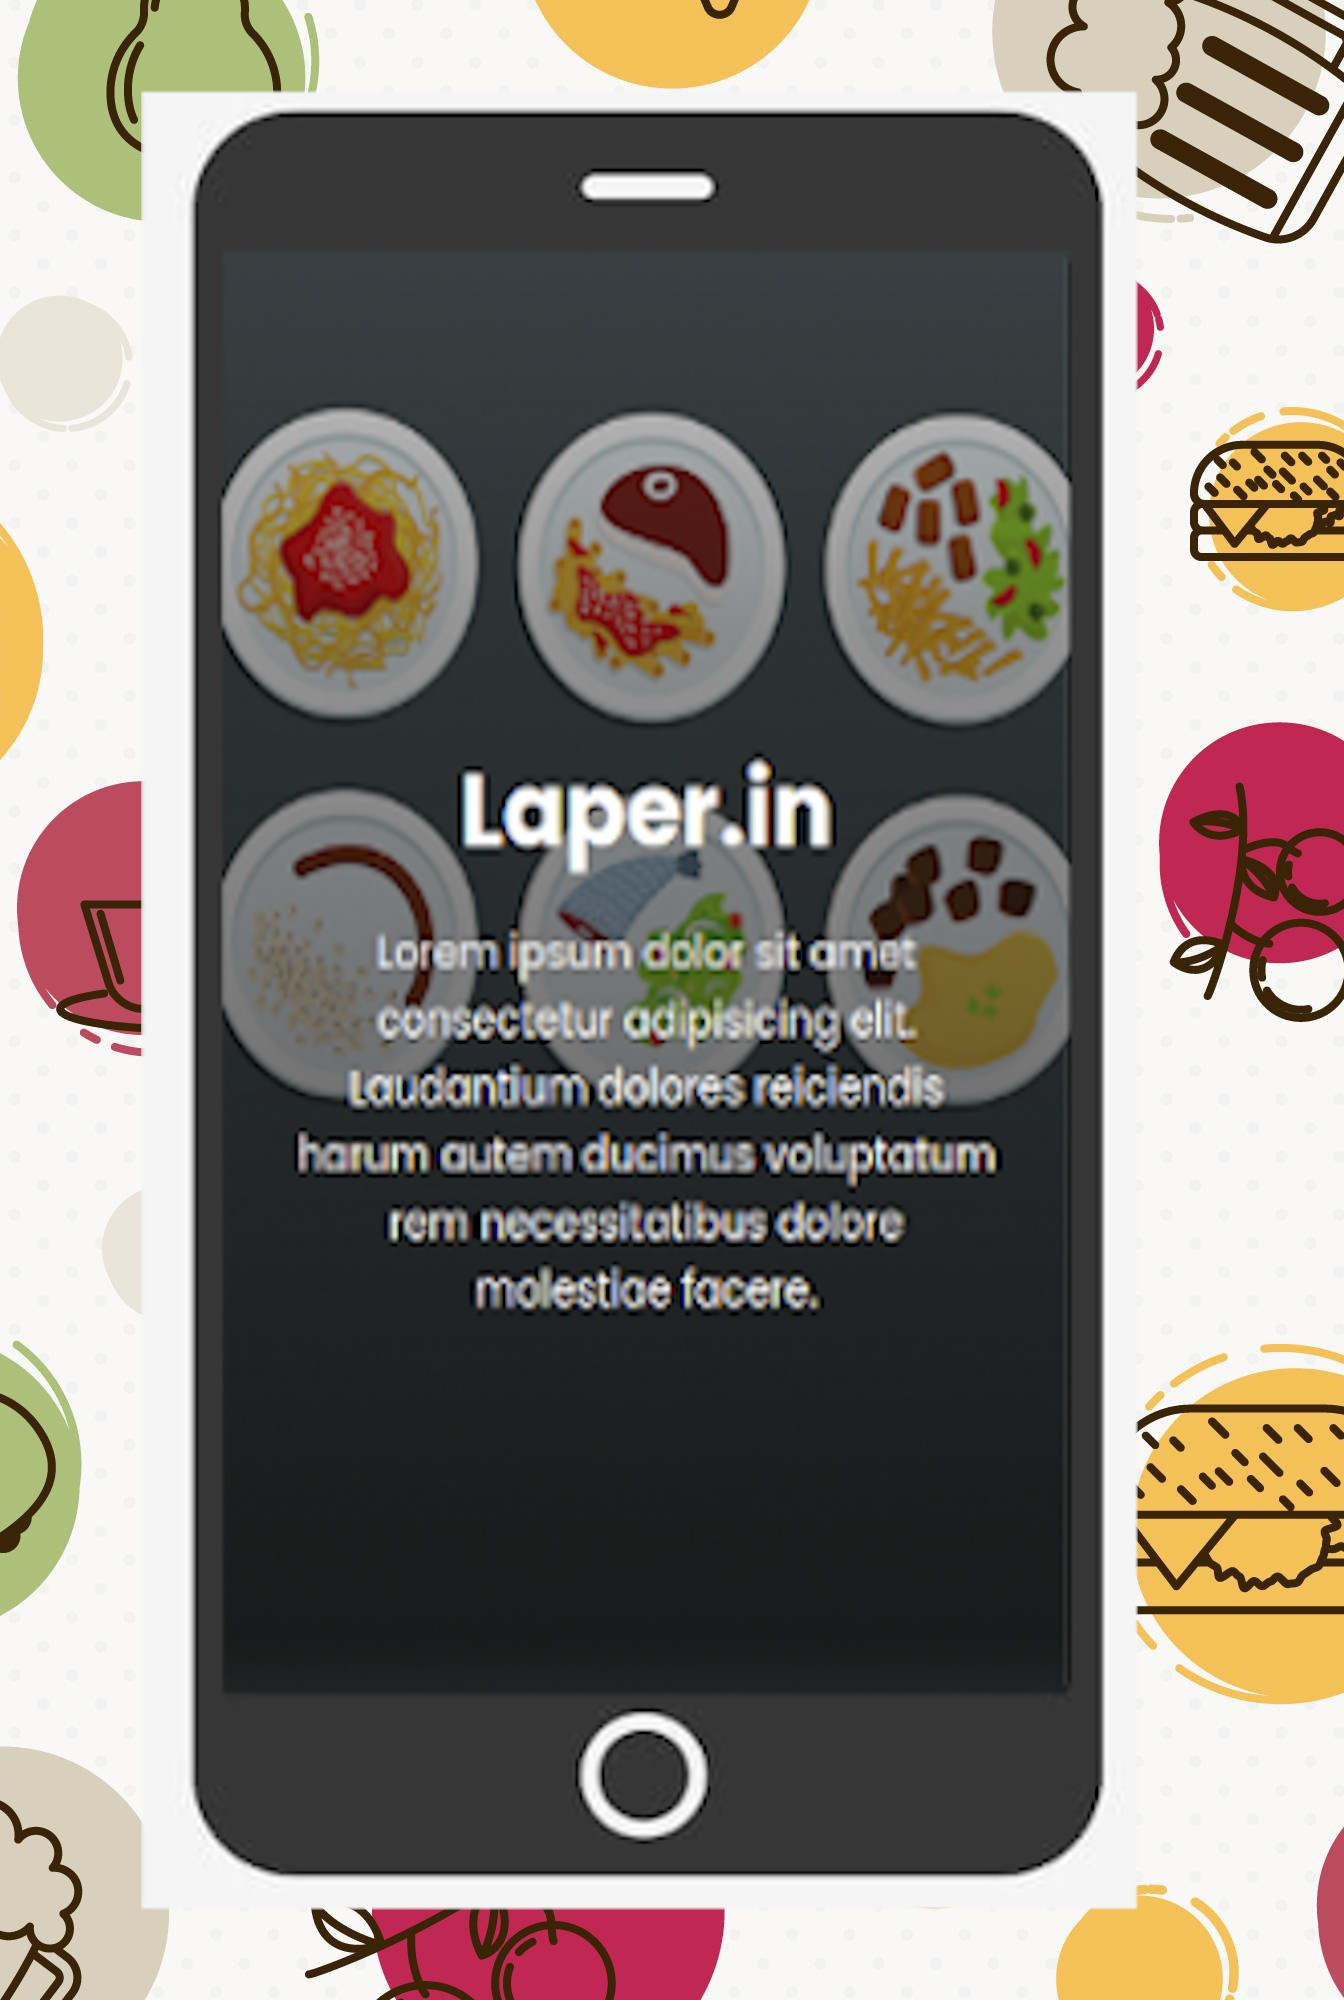 Laper.in
Lorem ipsum dolor sit amet
consectetur adipisicing elit.
Laudantium dolores reiciendis
harum autem ducimus voluptatum
rem necessitatibus dolore
molestiae facere.